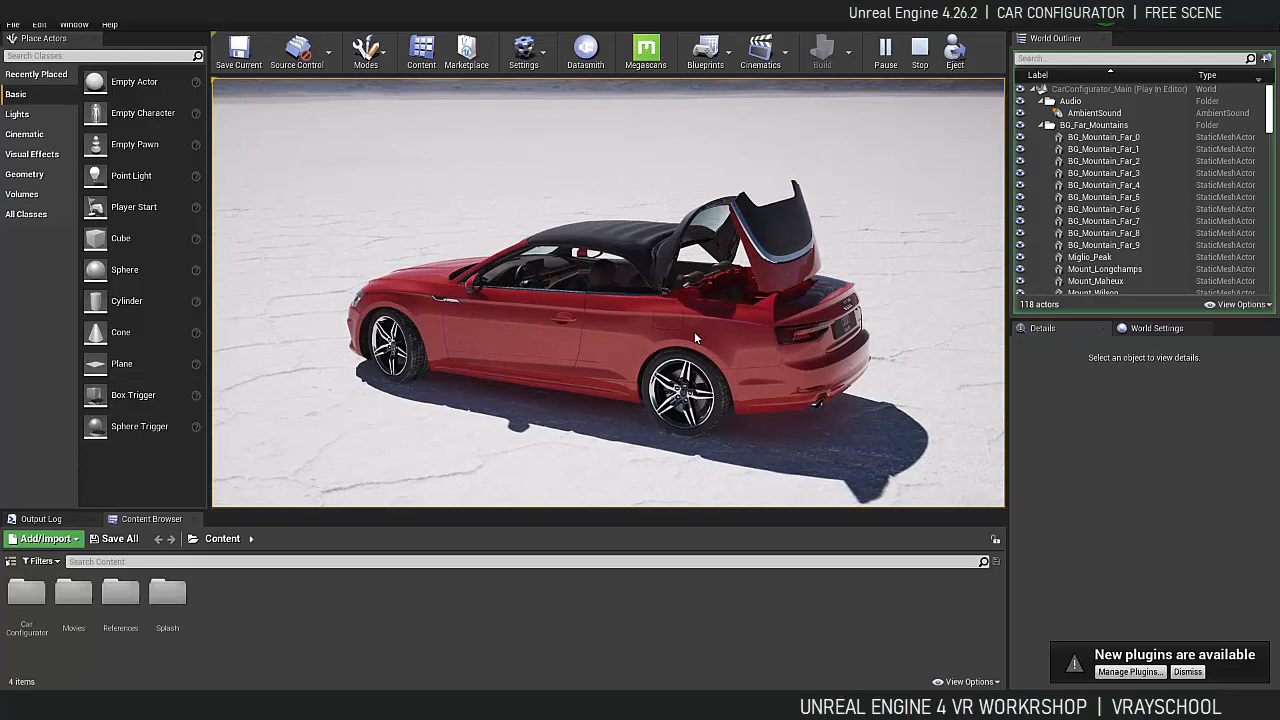 Unreal Engine 4.26.2 | CAR CONFIGURATOR | FREE SCENE
File Edit Window Help
Place Actors
Search Classes
Recently Placed
Basic
Lights
Cinematic
Visual Effects
Geometry
Volumes
All Classes
Empty Actor
Empty Character
Empty Pawn
Point Light
Player Start
Cube
Sphere
Cylinder
Cone
Plane
Box Trigger
Sphere Trigger
Save Current
Source Control
Modes
Content
Marketplace
Settings
Datasmith
Megascans
Blueprints
Cinematics
Build
Pause
Stop
Eject
World Outliner
Search...
Label Type
CarConfigurator_Main (Play In Editor) World
Audio Folder
AmbientSound AmbientSound
BG_Far_Mountains Folder
BG_Mountain_Far_0 StaticMeshActor
BG_Mountain_Far_1 StaticMeshActor
BG_Mountain_Far_2 StaticMeshActor
BG_Mountain_Far_3 StaticMeshActor
BG_Mountain_Far_4 StaticMeshActor
BG_Mountain_Far_5 StaticMeshActor
BG_Mountain_Far_6 StaticMeshActor
BG_Mountain_Far_7 StaticMeshActor
BG_Mountain_Far_8 StaticMeshActor
BG_Mountain_Far_9 StaticMeshActor
Miglio_Peak StaticMeshActor
Mount_Longchamps StaticMeshActor
Mount_Maheux StaticMeshActor
Mount_Wilson StaticMeshActor
118 actors View Options
Details World Settings
Select an object to view details.
Output Log Content Browser
Add/Import Save All Content
Filters Search Content
Car Configurator
Movies
References
Splash
4 items View Options
New plugins are available
Manage Plugins... Dismiss
UNREAL ENGINE 4 VR WORKRSHOP | VRAYSCHOOL